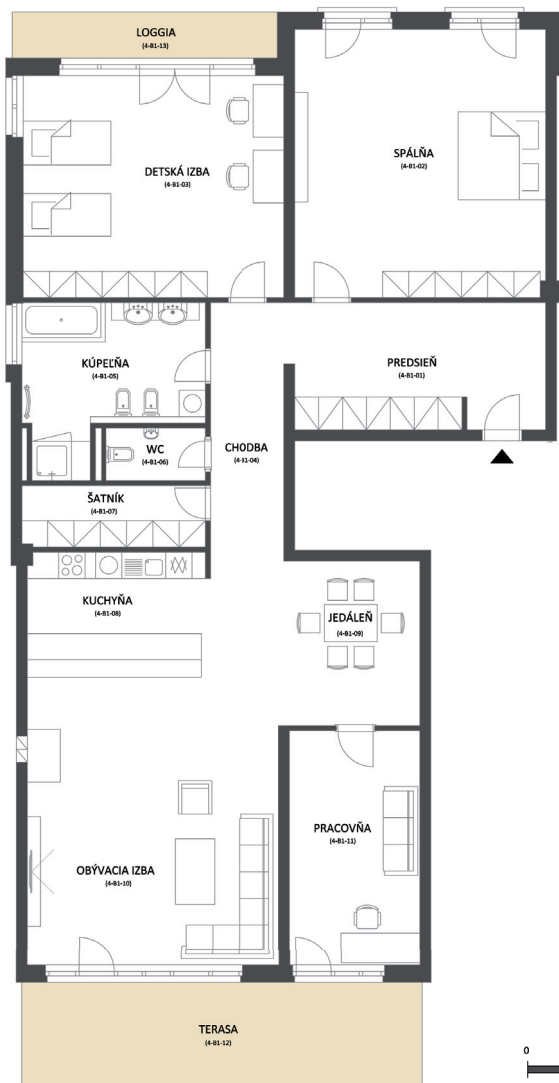 LOGGIA
(4-B1-13)
DETSKÁ IZBA
(4-B1-03)
SPÁLŇA
(4-B1-02)
KÚPEĽŇA
(4-B1-05)
PREDSIEŇ
(4-B1-01)
WC
(4-B1-06)
CHODBA
(4-J1-04)
ŠATNÍK
(4-B1-07)
KUCHYŇA
(4-B1-08)
JEDÁLEŇ
(4-B1-09)
PRACOVŇA
(4-B1-11)
OBÝVACIA IZBA
(4-B1-10)
TERASA
(4-B1-12)
0